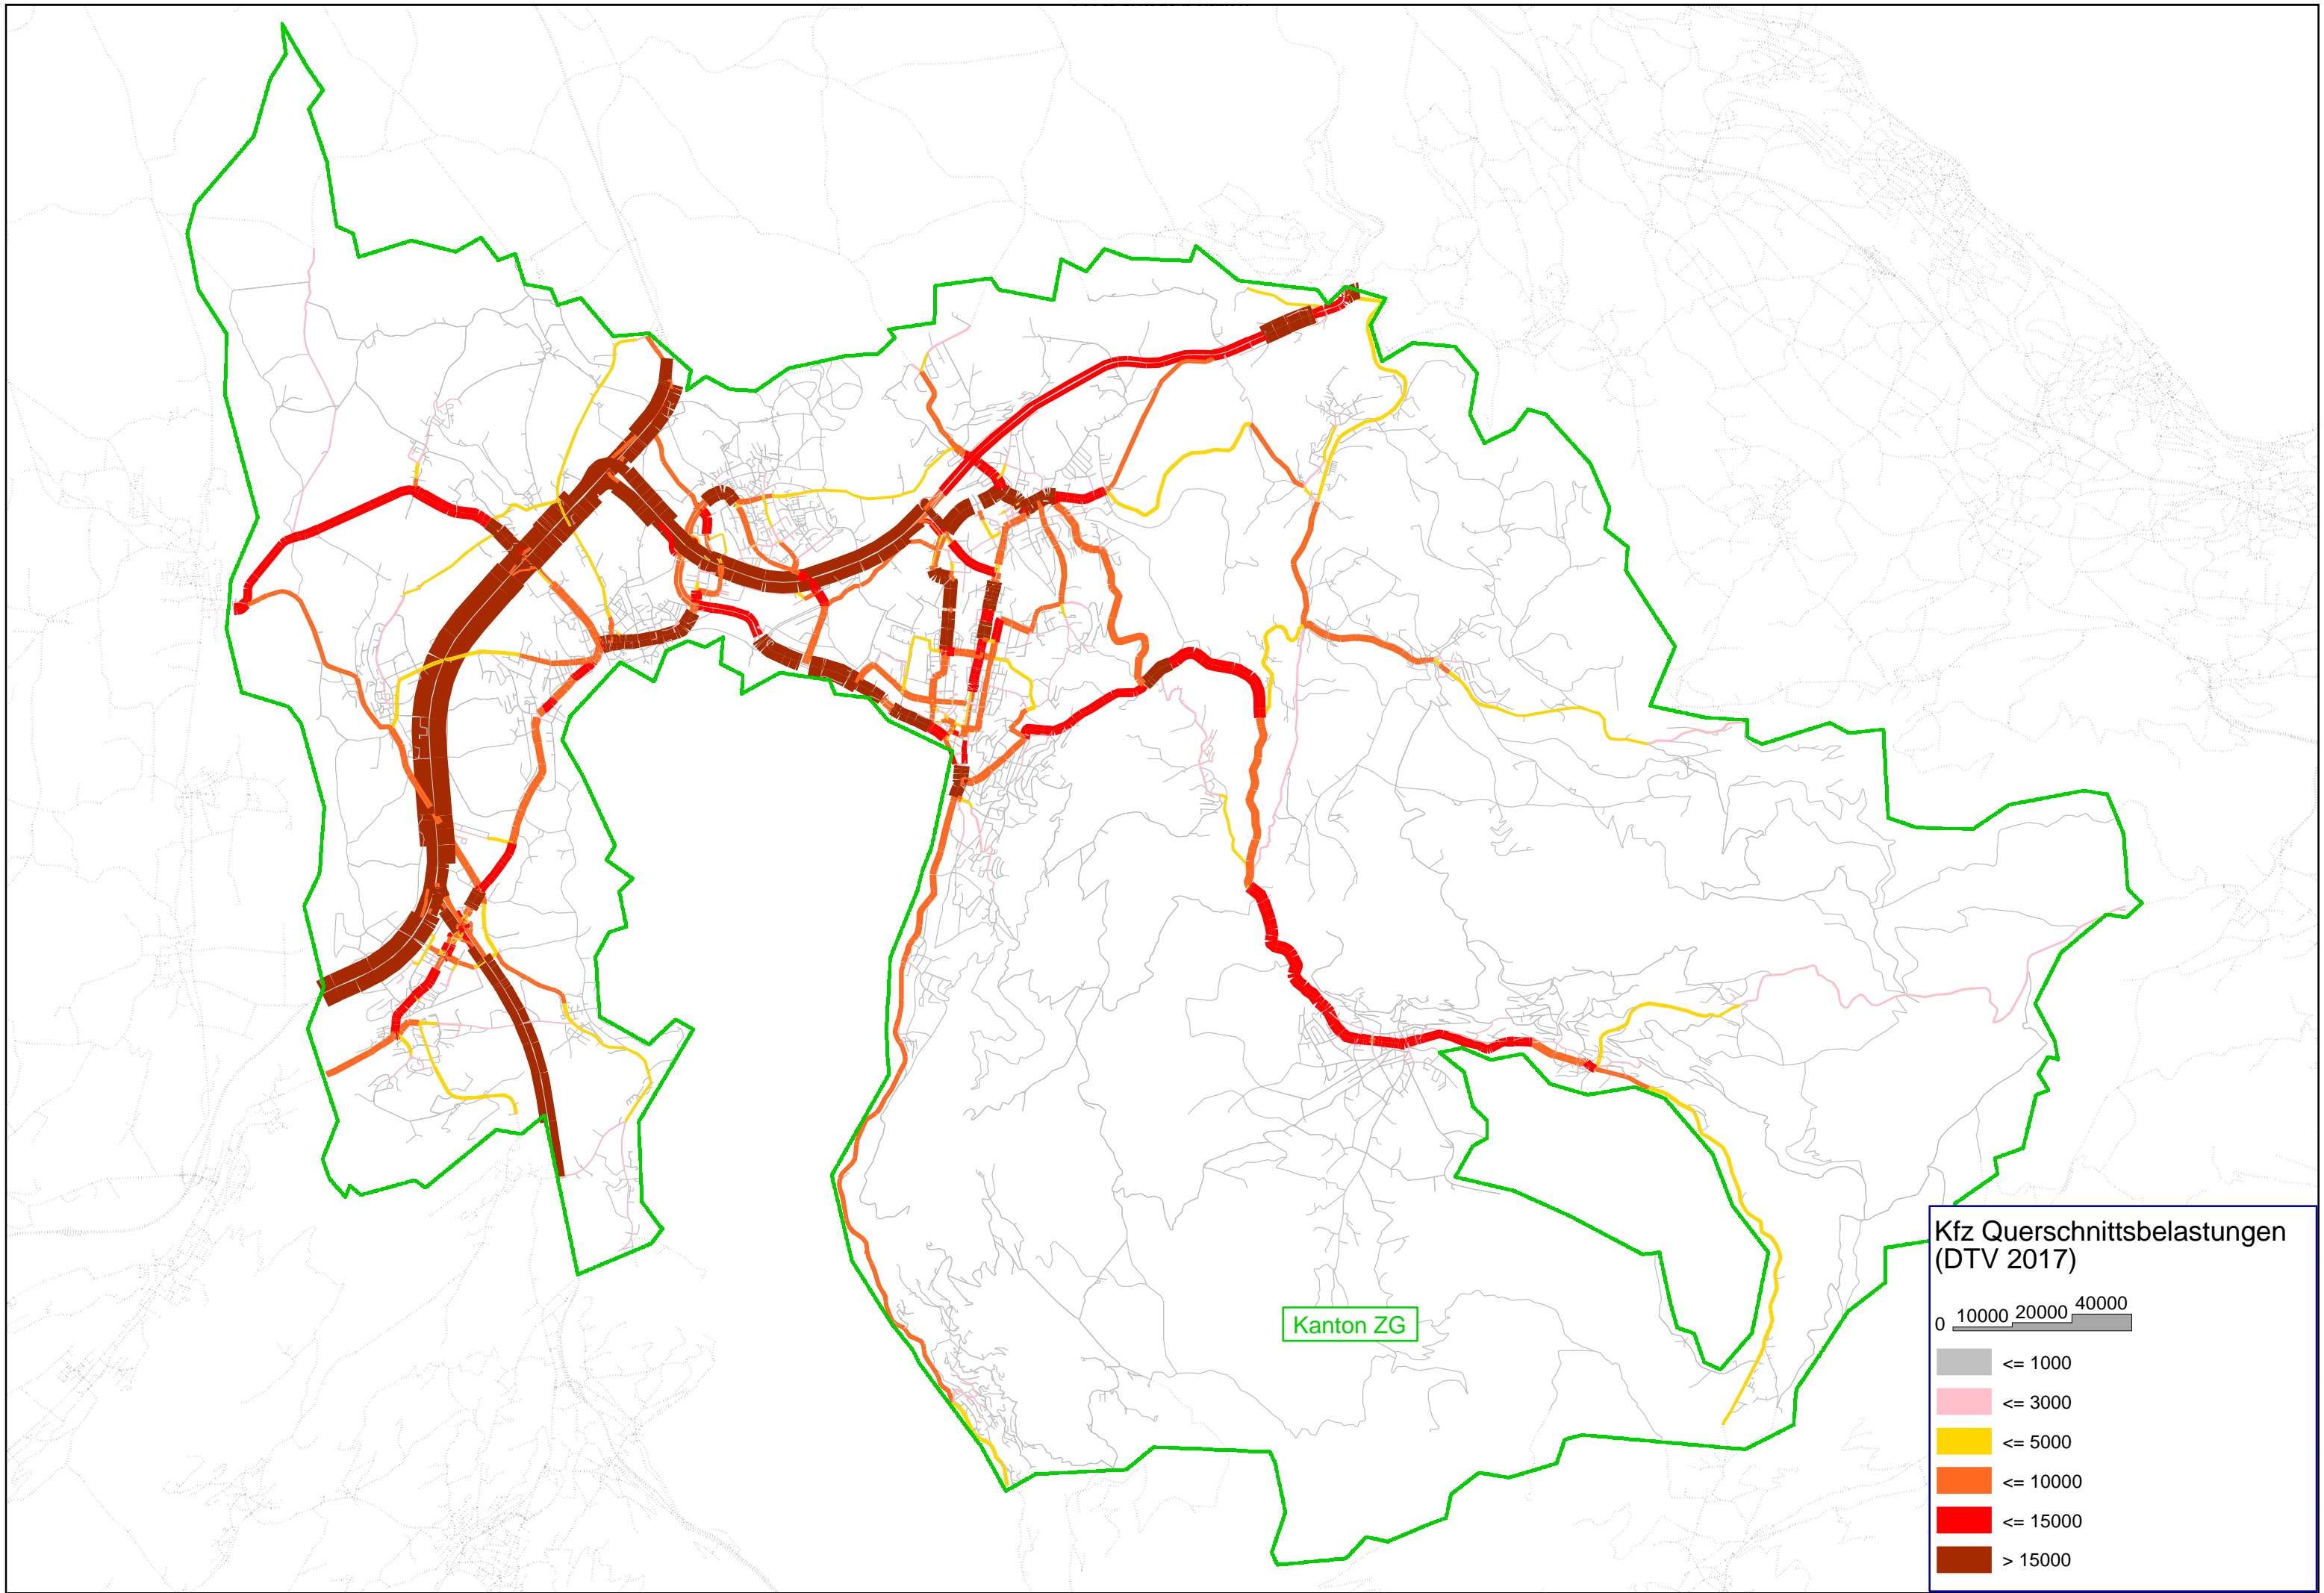 Kanton ZG
Kfz Querschnittsbelastungen
(DTV 2017)
0 10000 20000 40000
<= 1000
<= 3000
<= 5000
<= 10000
<= 15000
> 15000